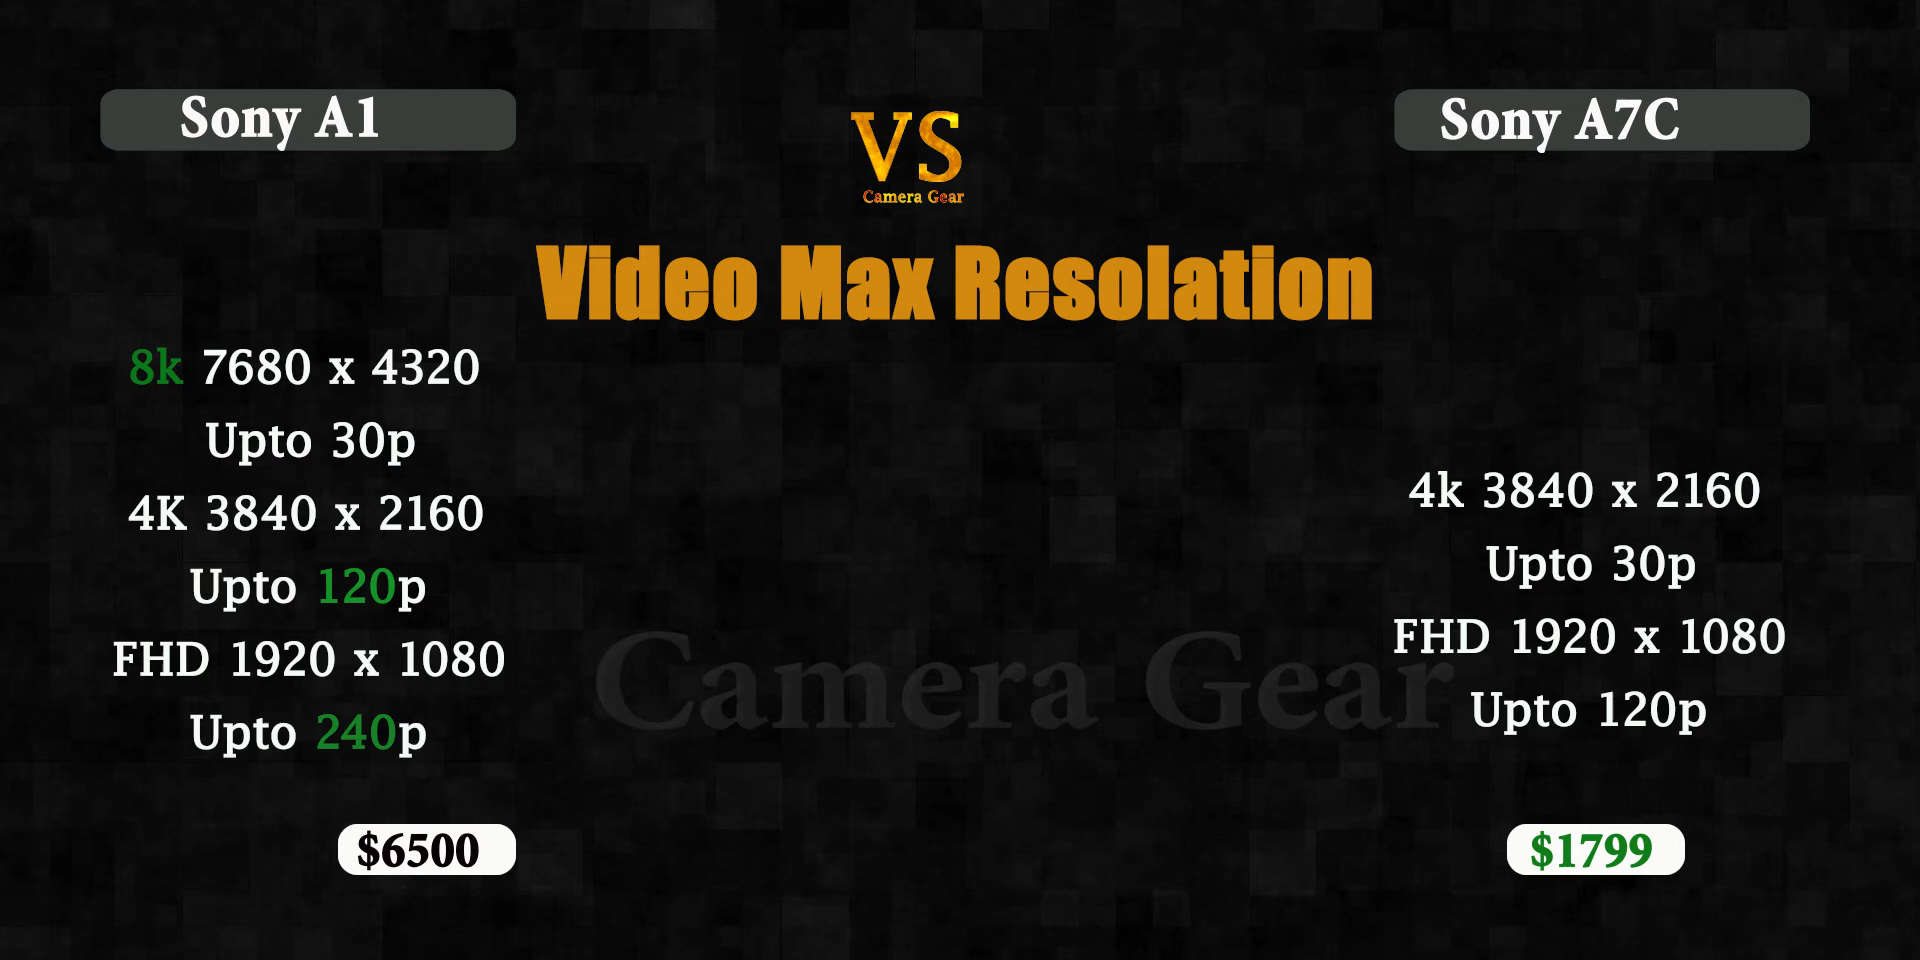 Sony A1
VS
Camera Gear
Sony A7C
Video Max Resolation
8k 7680 x 4320
Upto 30p
4K 3840 x 2160
Upto 120p
FHD 1920 x 1080
Upto 240p
$6500
4k 3840 x 2160
Upto 30p
FHD 1920 x 1080
Upto 120p
$1799
Camera Gear